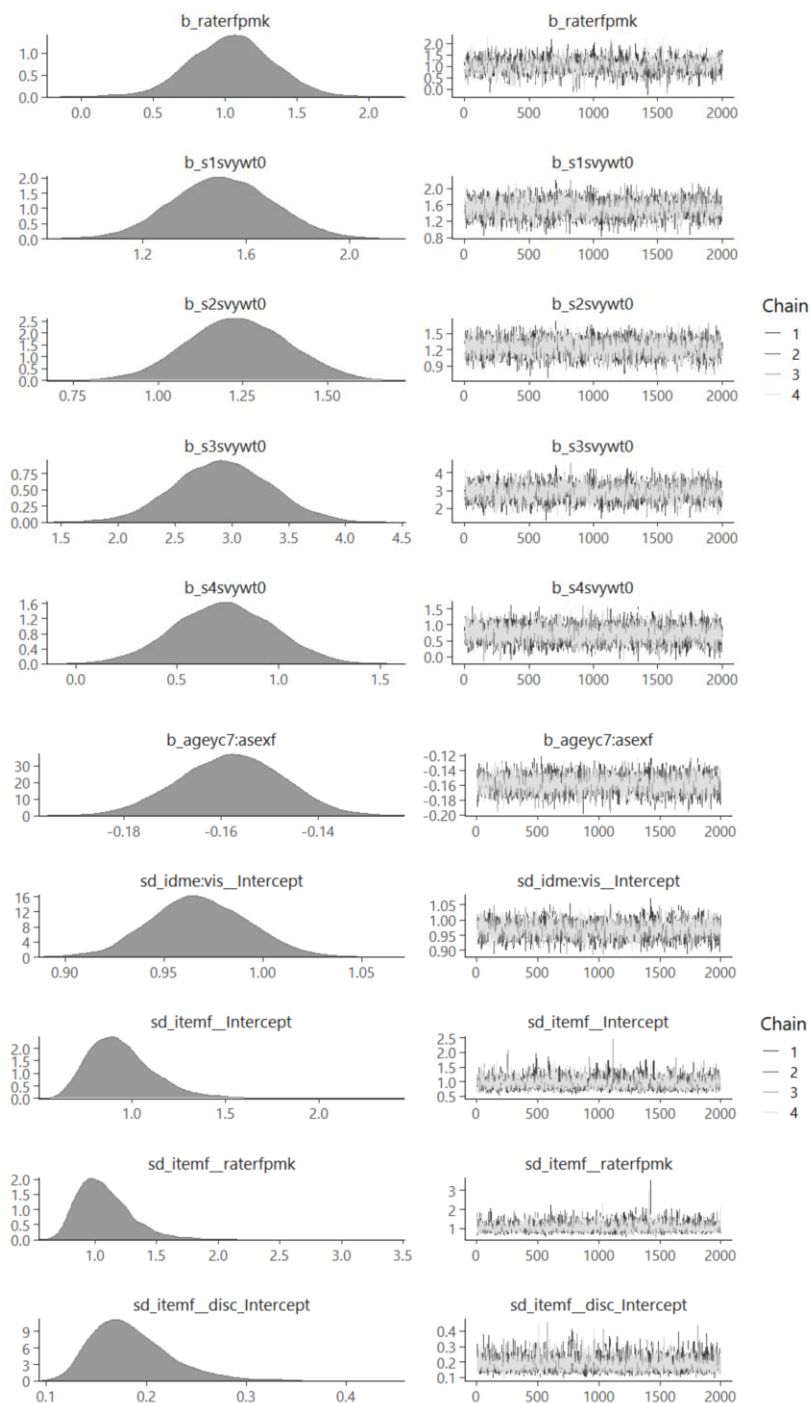 b_raterfpmk b_raterfpmk
1.0
0.5
0.0
0.0 0.5 1.0 1.5 2.0
2.0
1.5
1.0
0.5
0.0
0 500 1000 1500 2000
b_s1svywt0 b_s1svywt0
2.0
1.5
1.0
0.5
0.0
1.2 1.6 2.0
2.0
1.6
1.2
0.8
0 500 1000 1500 2000
b_s2svywt0 b_s2svywt0
2.5
2.0
1.5
1.0
0.5
0.0
0.75 1.00 1.25 1.50
1.5
1.2
0.9
0 500 1000 1500 2000
Chain
1
2
3
4
b_s3svywt0 b_s3svywt0
0.75
0.50
0.25
0.00
1.5 2.0 2.5 3.0 3.5 4.0 4.5
4
3
2
0 500 1000 1500 2000
b_s4svywt0 b_s4svywt0
1.6
1.2
0.8
0.4
0.0
0.0 0.5 1.0 1.5
1.5
1.0
0.5
0.0
0 500 1000 1500 2000
b_ageyc7:asexf b_ageyc7:asexf
30
20
10
0
-0.18 -0.16 -0.14
-0.12
-0.14
-0.16
-0.18
-0.20
0 500 1000 1500 2000
sd_idme:vis__Intercept sd_idme:vis__Intercept
16
12
8
4
0
0.90 0.95 1.00 1.05
1.05
1.00
0.95
0.90
0 500 1000 1500 2000
sd_itemf__Intercept sd_itemf__Intercept
2.0
1.5
1.0
0.5
0.0
1.0 1.5 2.0
2.5
2.0
1.5
1.0
0.5
0 500 1000 1500 2000
Chain
1
2
3
4
sd_itemf__raterfpmk sd_itemf__raterfpmk
2.0
1.5
1.0
0.5
0.0
1.0 1.5 2.0 2.5 3.0 3.5
3
2
1
0 500 1000 1500 2000
sd_itemf__disc_Intercept sd_itemf__disc_Intercept
9
6
3
0
0.1 0.2 0.3 0.4
0.4
0.3
0.2
0.1
0 500 1000 1500 2000